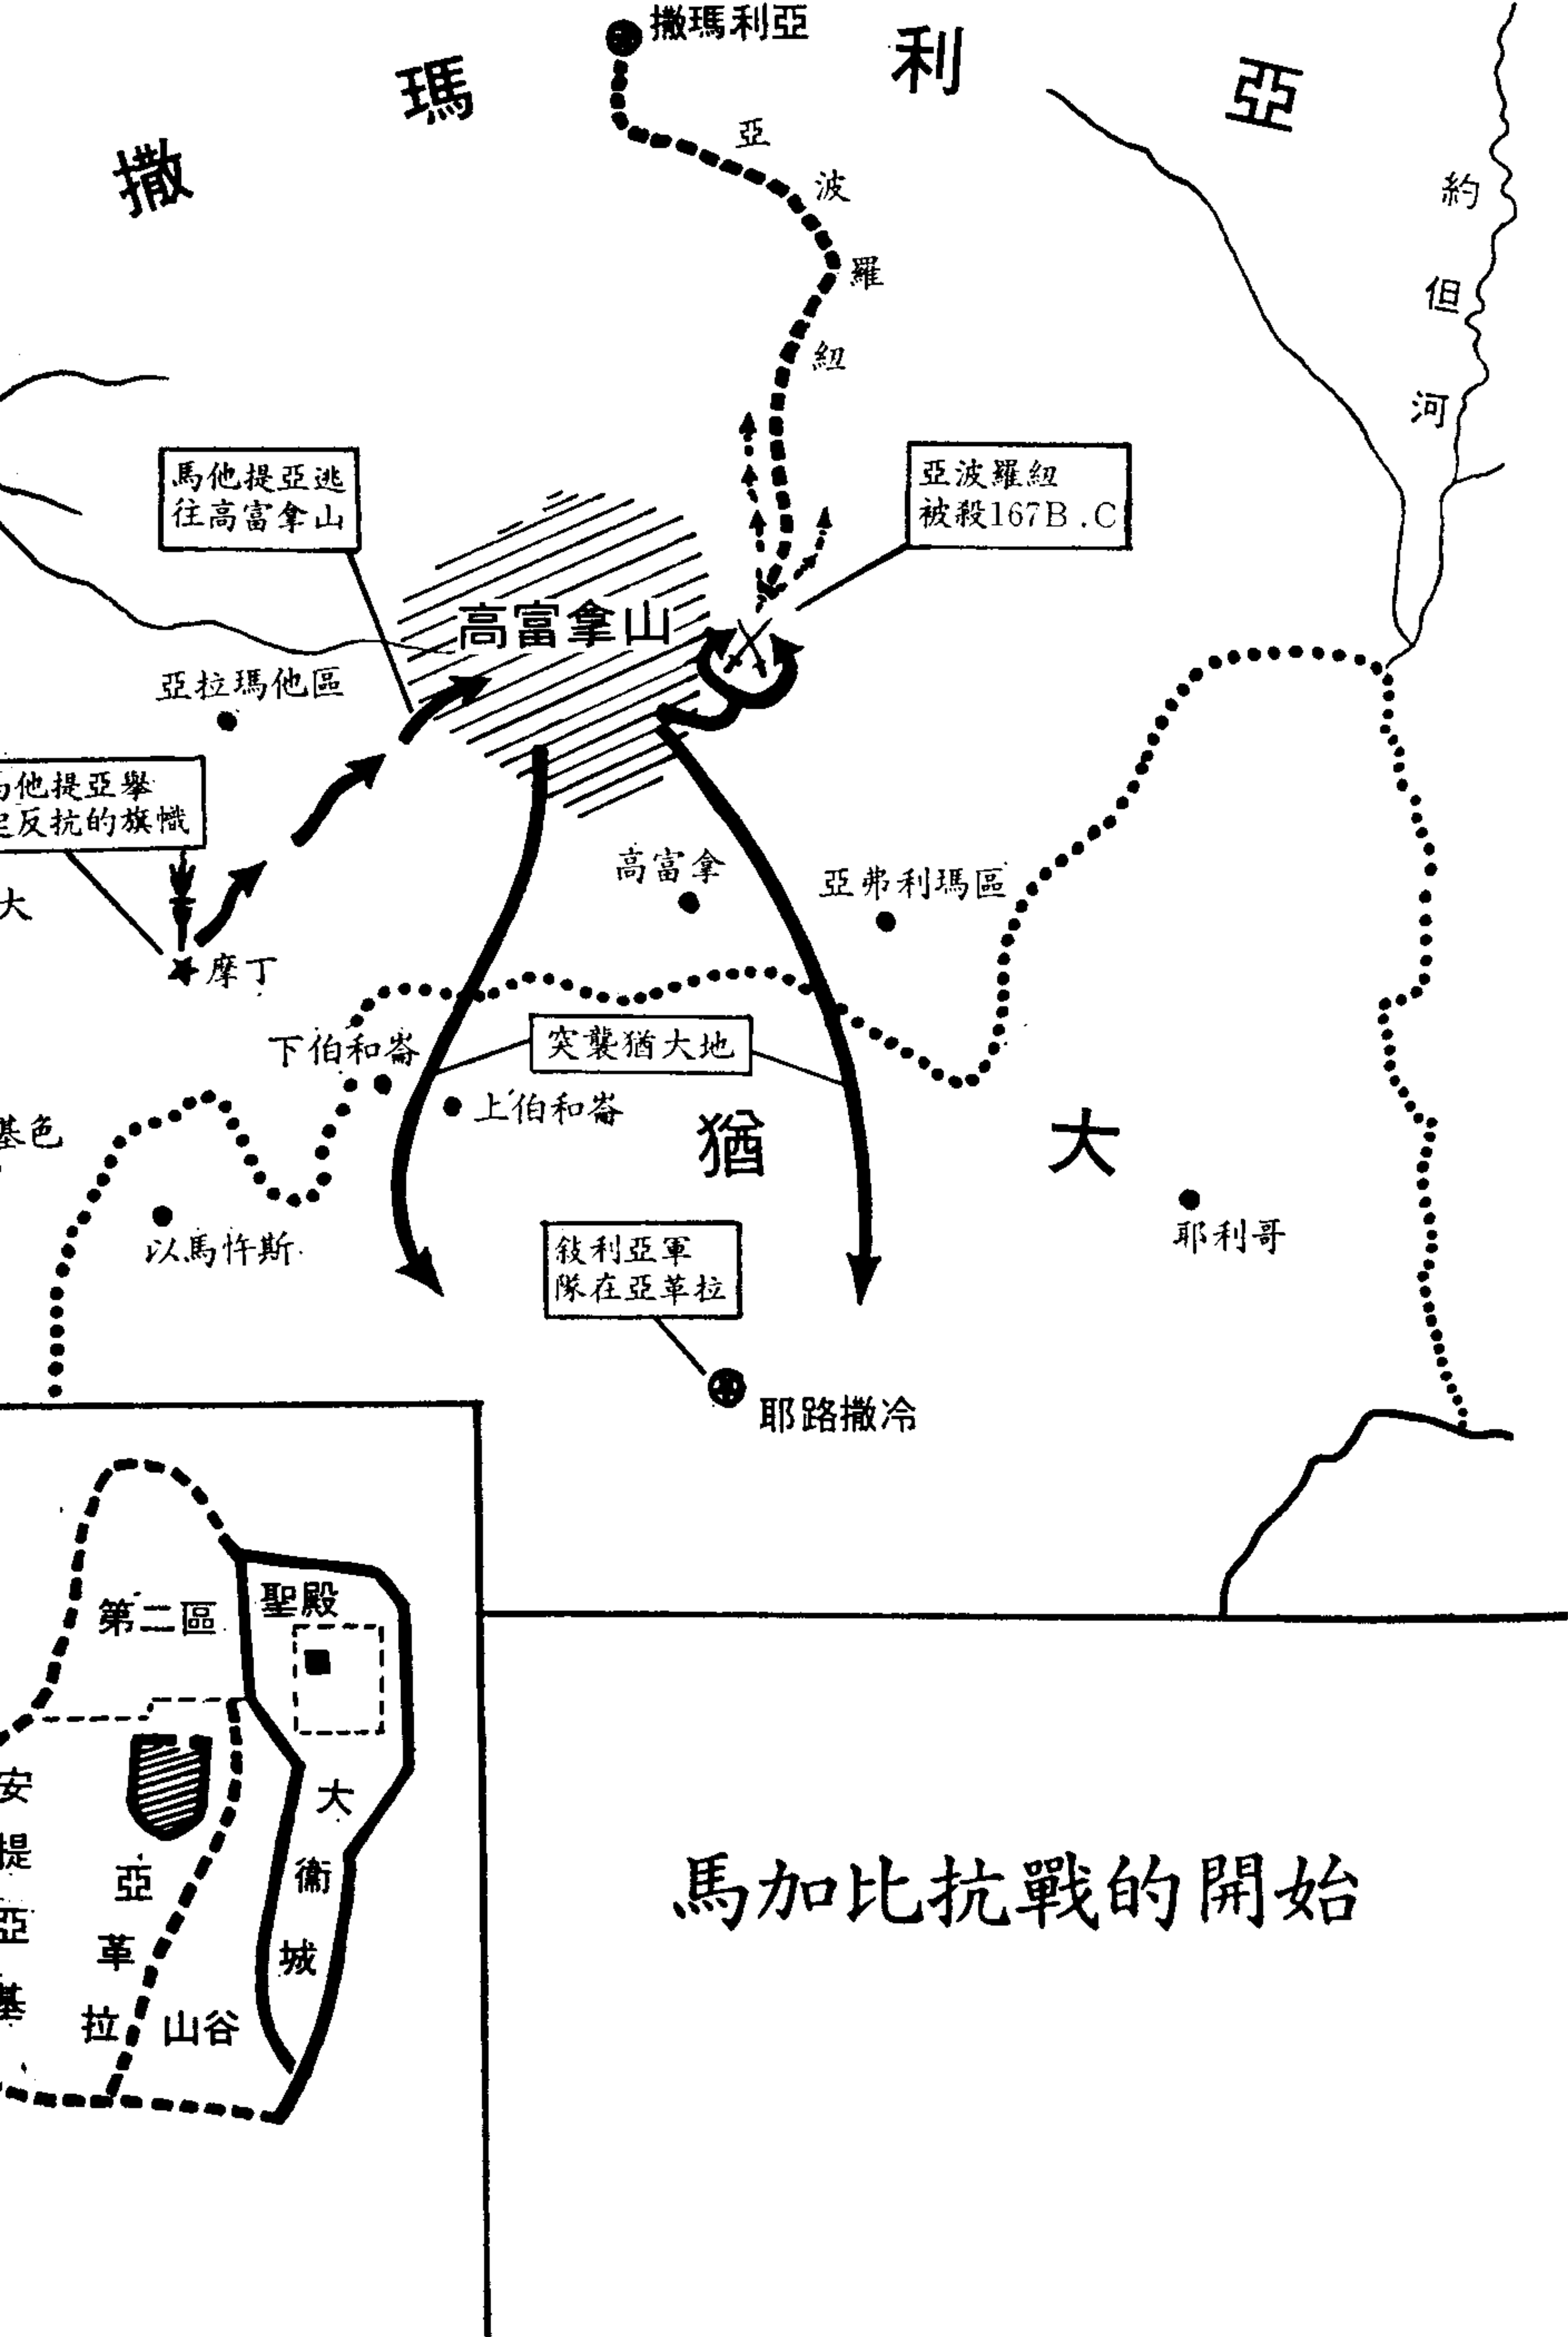 撒瑪利亞
撒瑪利亞
亞波羅紐
約但河
馬他提亞逃
往高富拿山
亞波羅紐
被殺167B.C
高富拿山
亞拉瑪他區
他提亞舉
反抗的旗幟
大
摩丁
高富拿
亞弗利瑪區
下伯和崙
突襲猶大地
上伯和崙
基色
猶大
以馬忤斯
耶利哥
敍利亞軍
隊在亞革拉
耶路撒冷
聖殿
第二區
安提亞基
亞革拉
大衞城
山谷
馬加比抗戰的開始